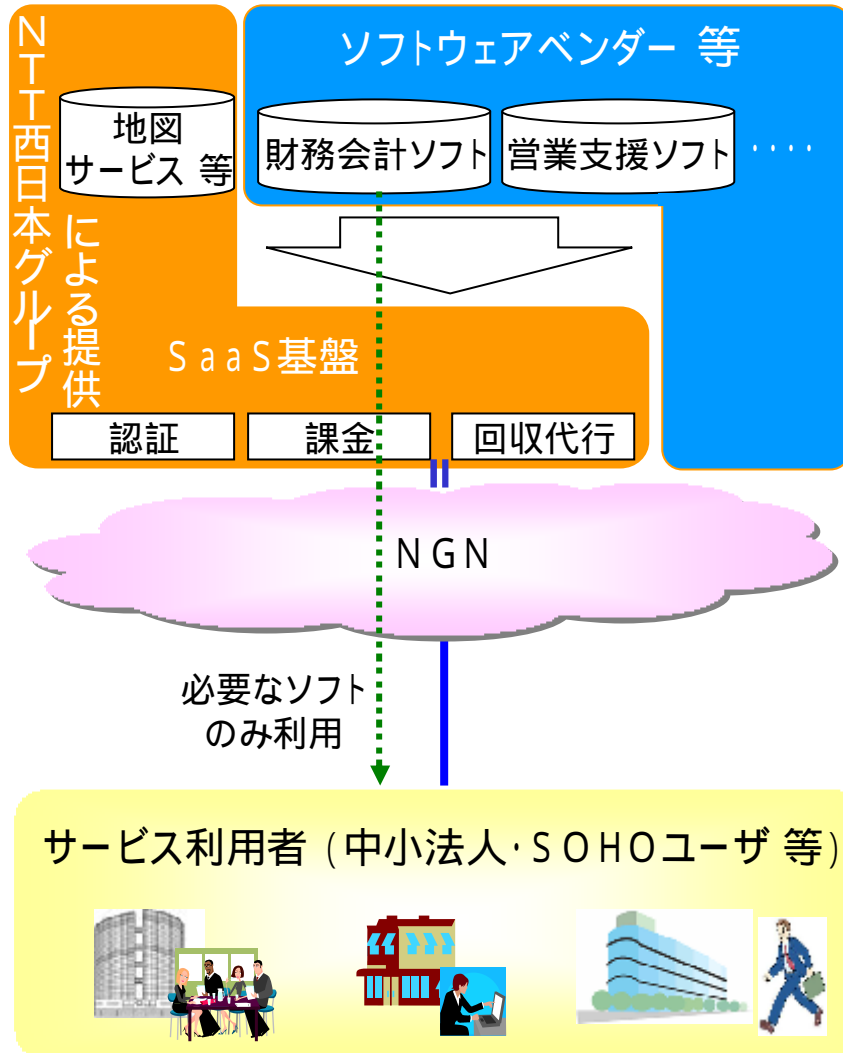 NTT西日本グループ
による提供
ソフトウェアベンダー 等
地図
サービス 等
財務会計ソフト
営業支援ソフト
････
SaaS基盤
認証
課金
回収代行
NGN
必要なソフト
のみ利用
サービス利用者（中小法人･SOHOユーザ 等）